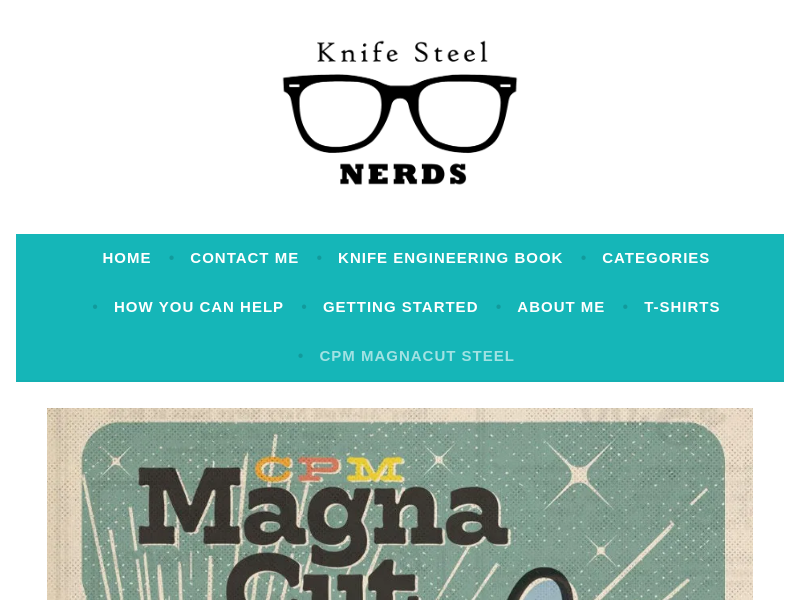 Knife Steel
NERDS
HOME • CONTACT ME • KNIFE ENGINEERING BOOK • CATEGORIES
• HOW YOU CAN HELP • GETTING STARTED • ABOUT ME • T-SHIRTS
• CPM MAGNACUT STEEL
CPM
Magna
Cut